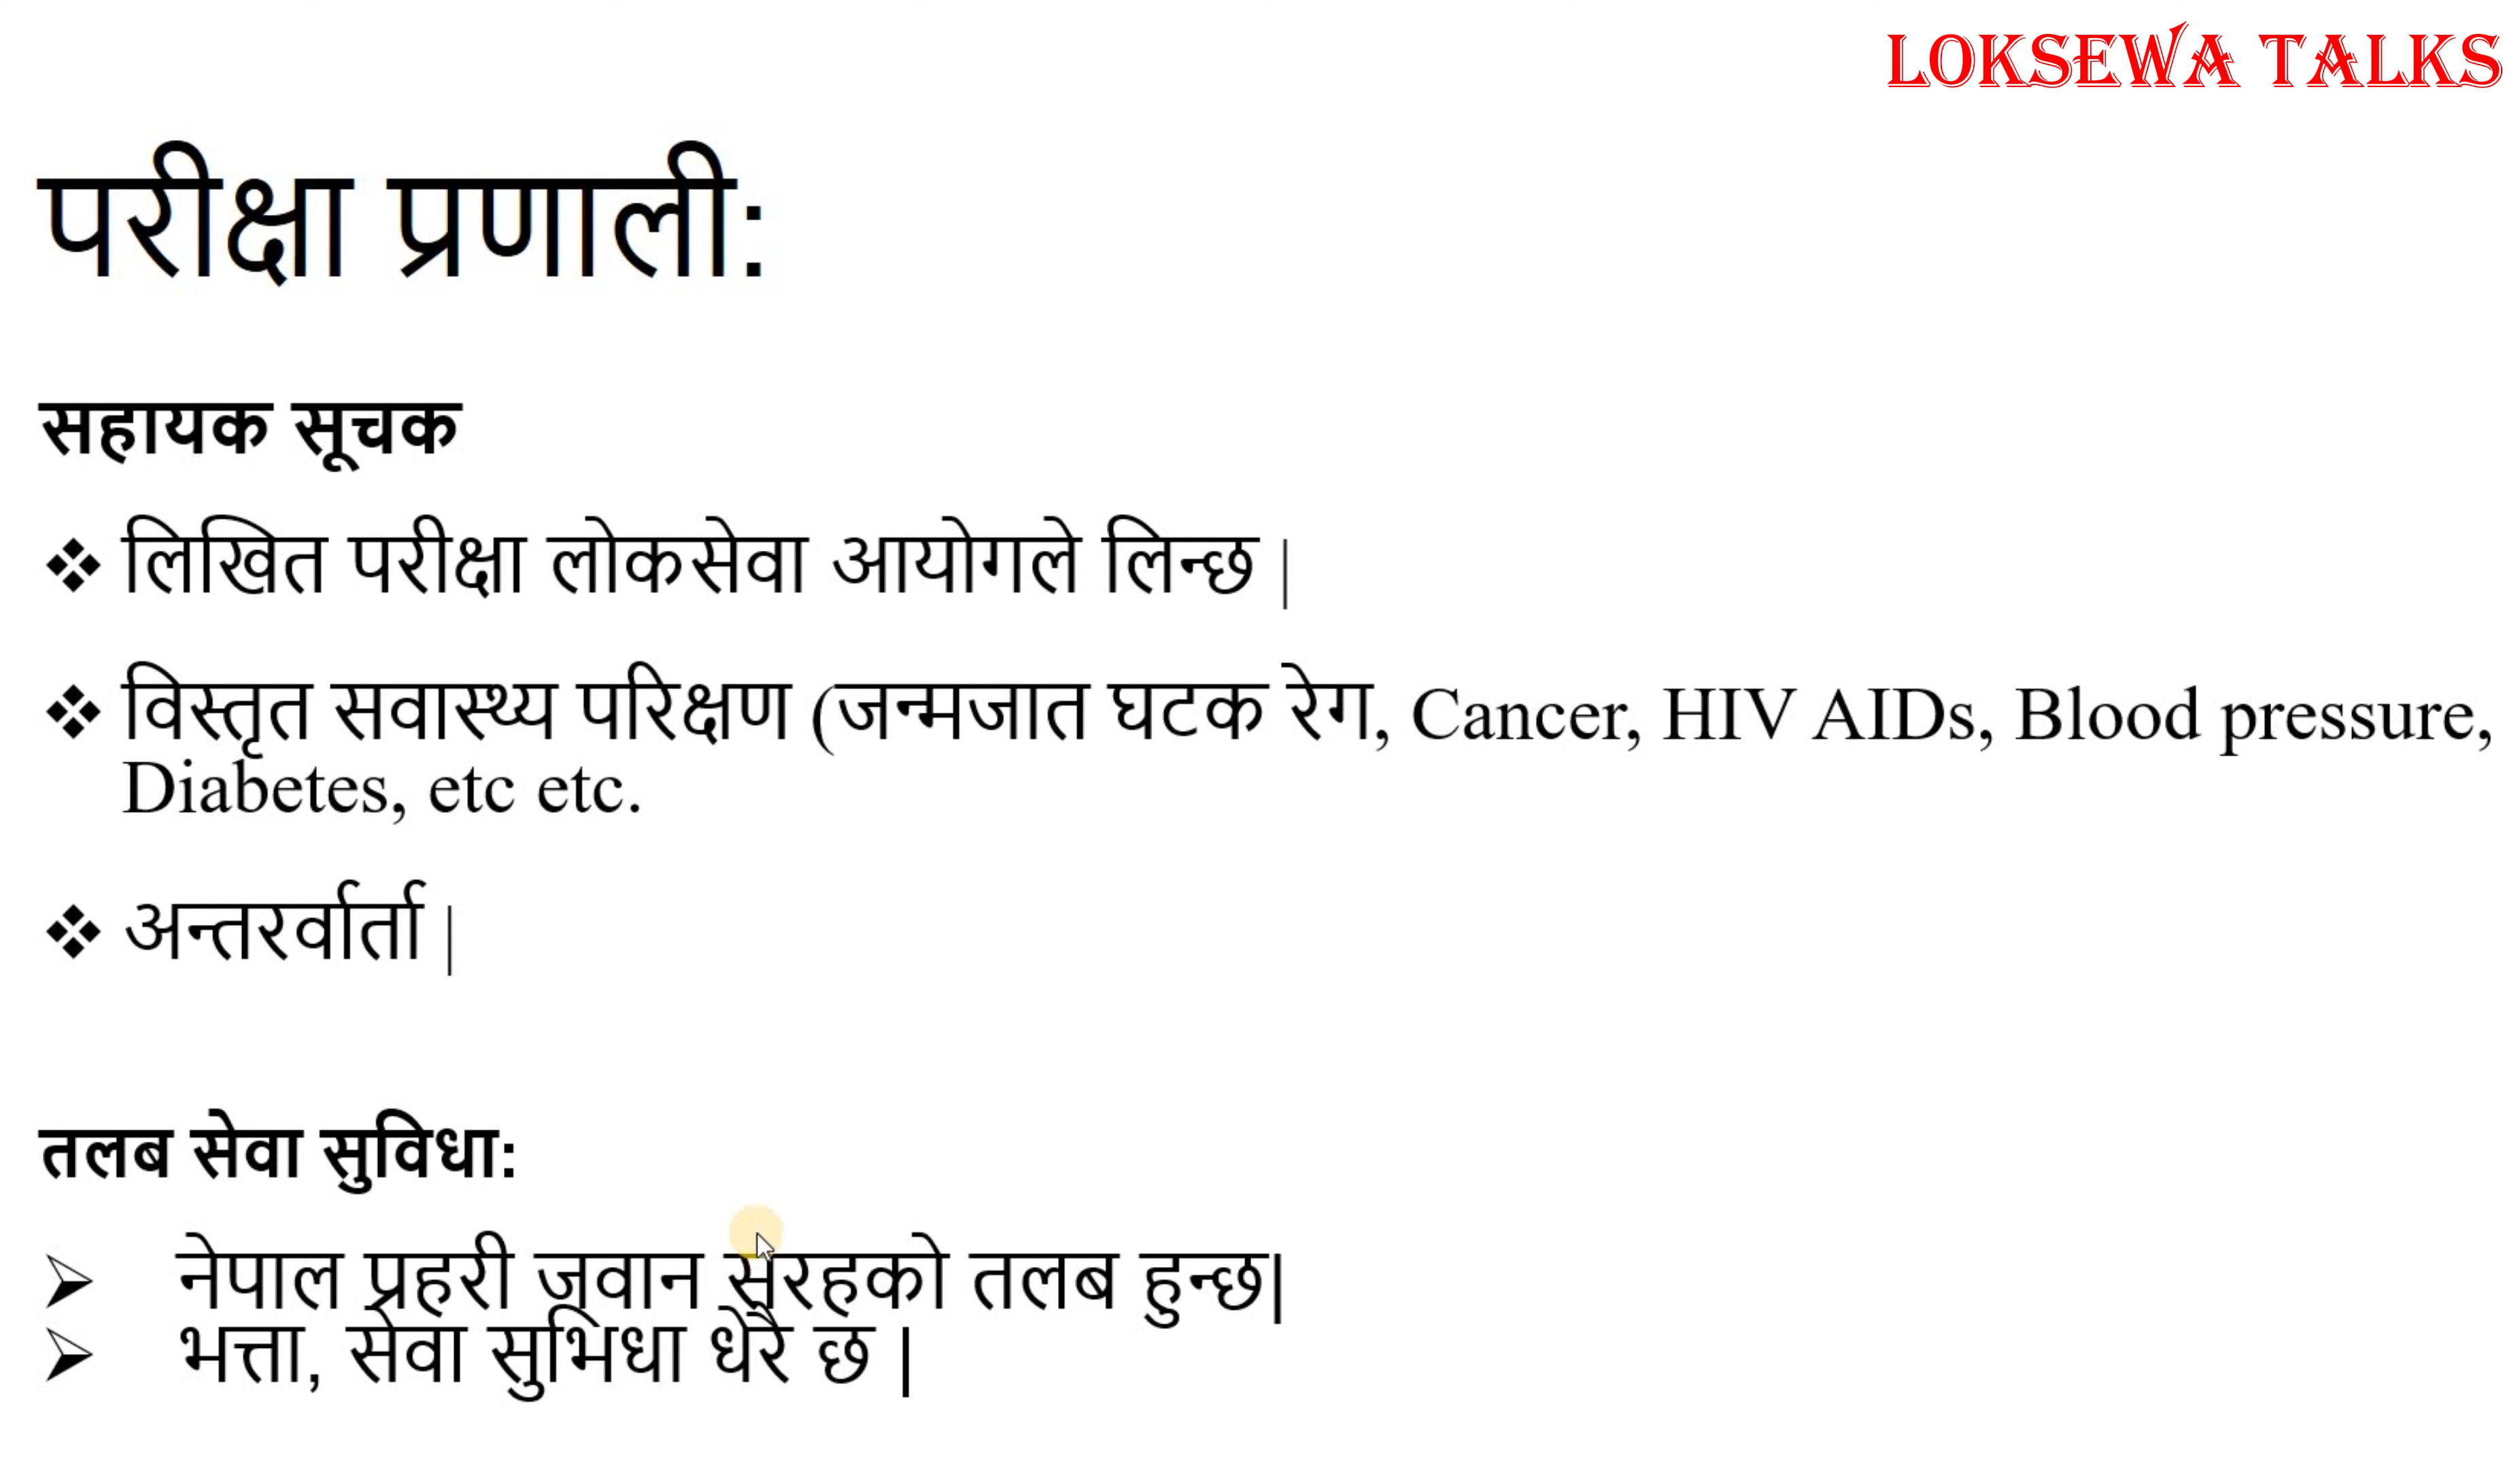 LOKSEWA TALKS
परीक्षा प्रणाली:
सहायक सूचक
❖ लिखित परीक्षा लोकसेवा आयोगले लिन्छ |
❖ विस्तृत सवास्थ्य परिक्षण (जन्मजात घटक रेग, Cancer, HIV AIDs, Blood pressure,
Diabetes, etc etc.
❖ अन्तरर्वार्ता |
तलब सेवा सुविधा:
➢ नेपाल प्रहरी जवान सरहको तलब हुन्छ|
➢ भत्ता, सेवा सुभिधा धेरै छ |